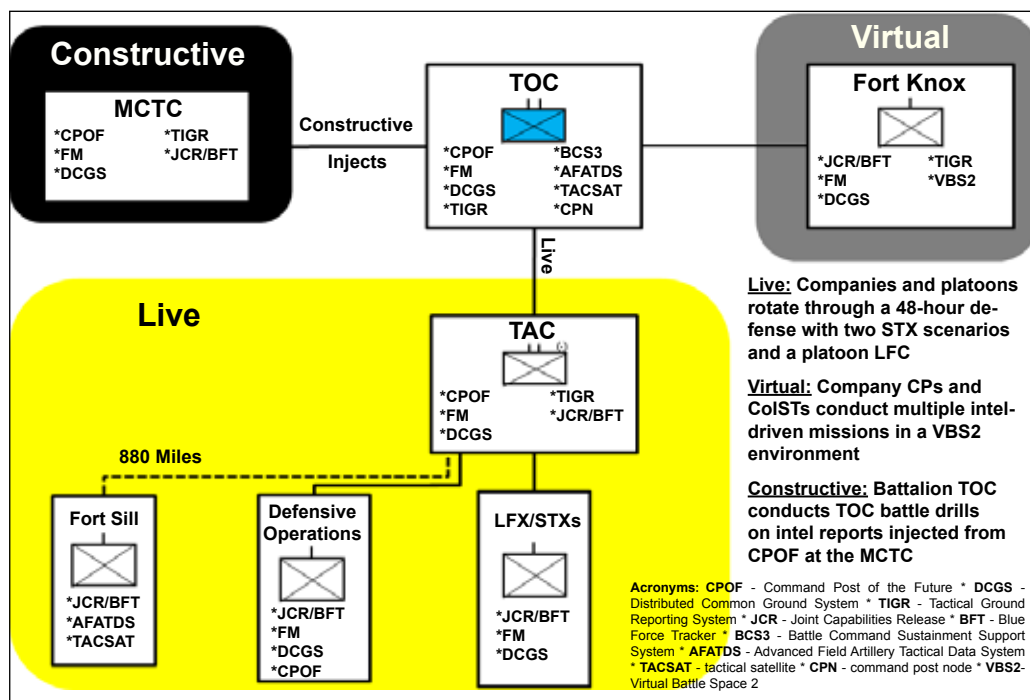 Constructive
MCTC
*CPOF *TIGR
*FM *JCR/BFT
*DCGS
Constructive
Injects
TOC
*CPOF *BCS3
*FM *AFATDS
*DCGS *TACSAT
*TIGR *CPN
Virtual
Fort Knox
*JCR/BFT *TIGR
*FM *VBS2
*DCGS
Live
Live
TAC
(-)
*CPOF *TIGR
*FM *JCR/BFT
*DCGS
880 Miles
Fort Sill
*JCR/BFT
*AFATDS
*TACSAT
Defensive
Operations
*JCR/BFT
*FM
*DCGS
*CPOF
LFX/STXs
*JCR/BFT
*FM
*DCGS
Live: Companies and platoons
rotate through a 48-hour de-
fense with two STX scenarios
and a platoon LFC
Virtual: Company CPs and
CoISTs conduct multiple intel-
driven missions in a VBS2
environment
Constructive: Battalion TOC
conducts TOC battle drills
on intel reports injected from
CPOF at the MCTC
Acronyms: CPOF - Command Post of the Future * DCGS -
Distributed Common Ground System * TIGR - Tactical Ground
Reporting System * JCR - Joint Capabilities Release * BFT - Blue
Force Tracker * BCS3 - Battle Command Sustainment Support
System * AFATDS - Advanced Field Artillery Tactical Data System
* TACSAT - tactical satellite * CPN - command post node * VBS2-
Virtual Battle Space 2